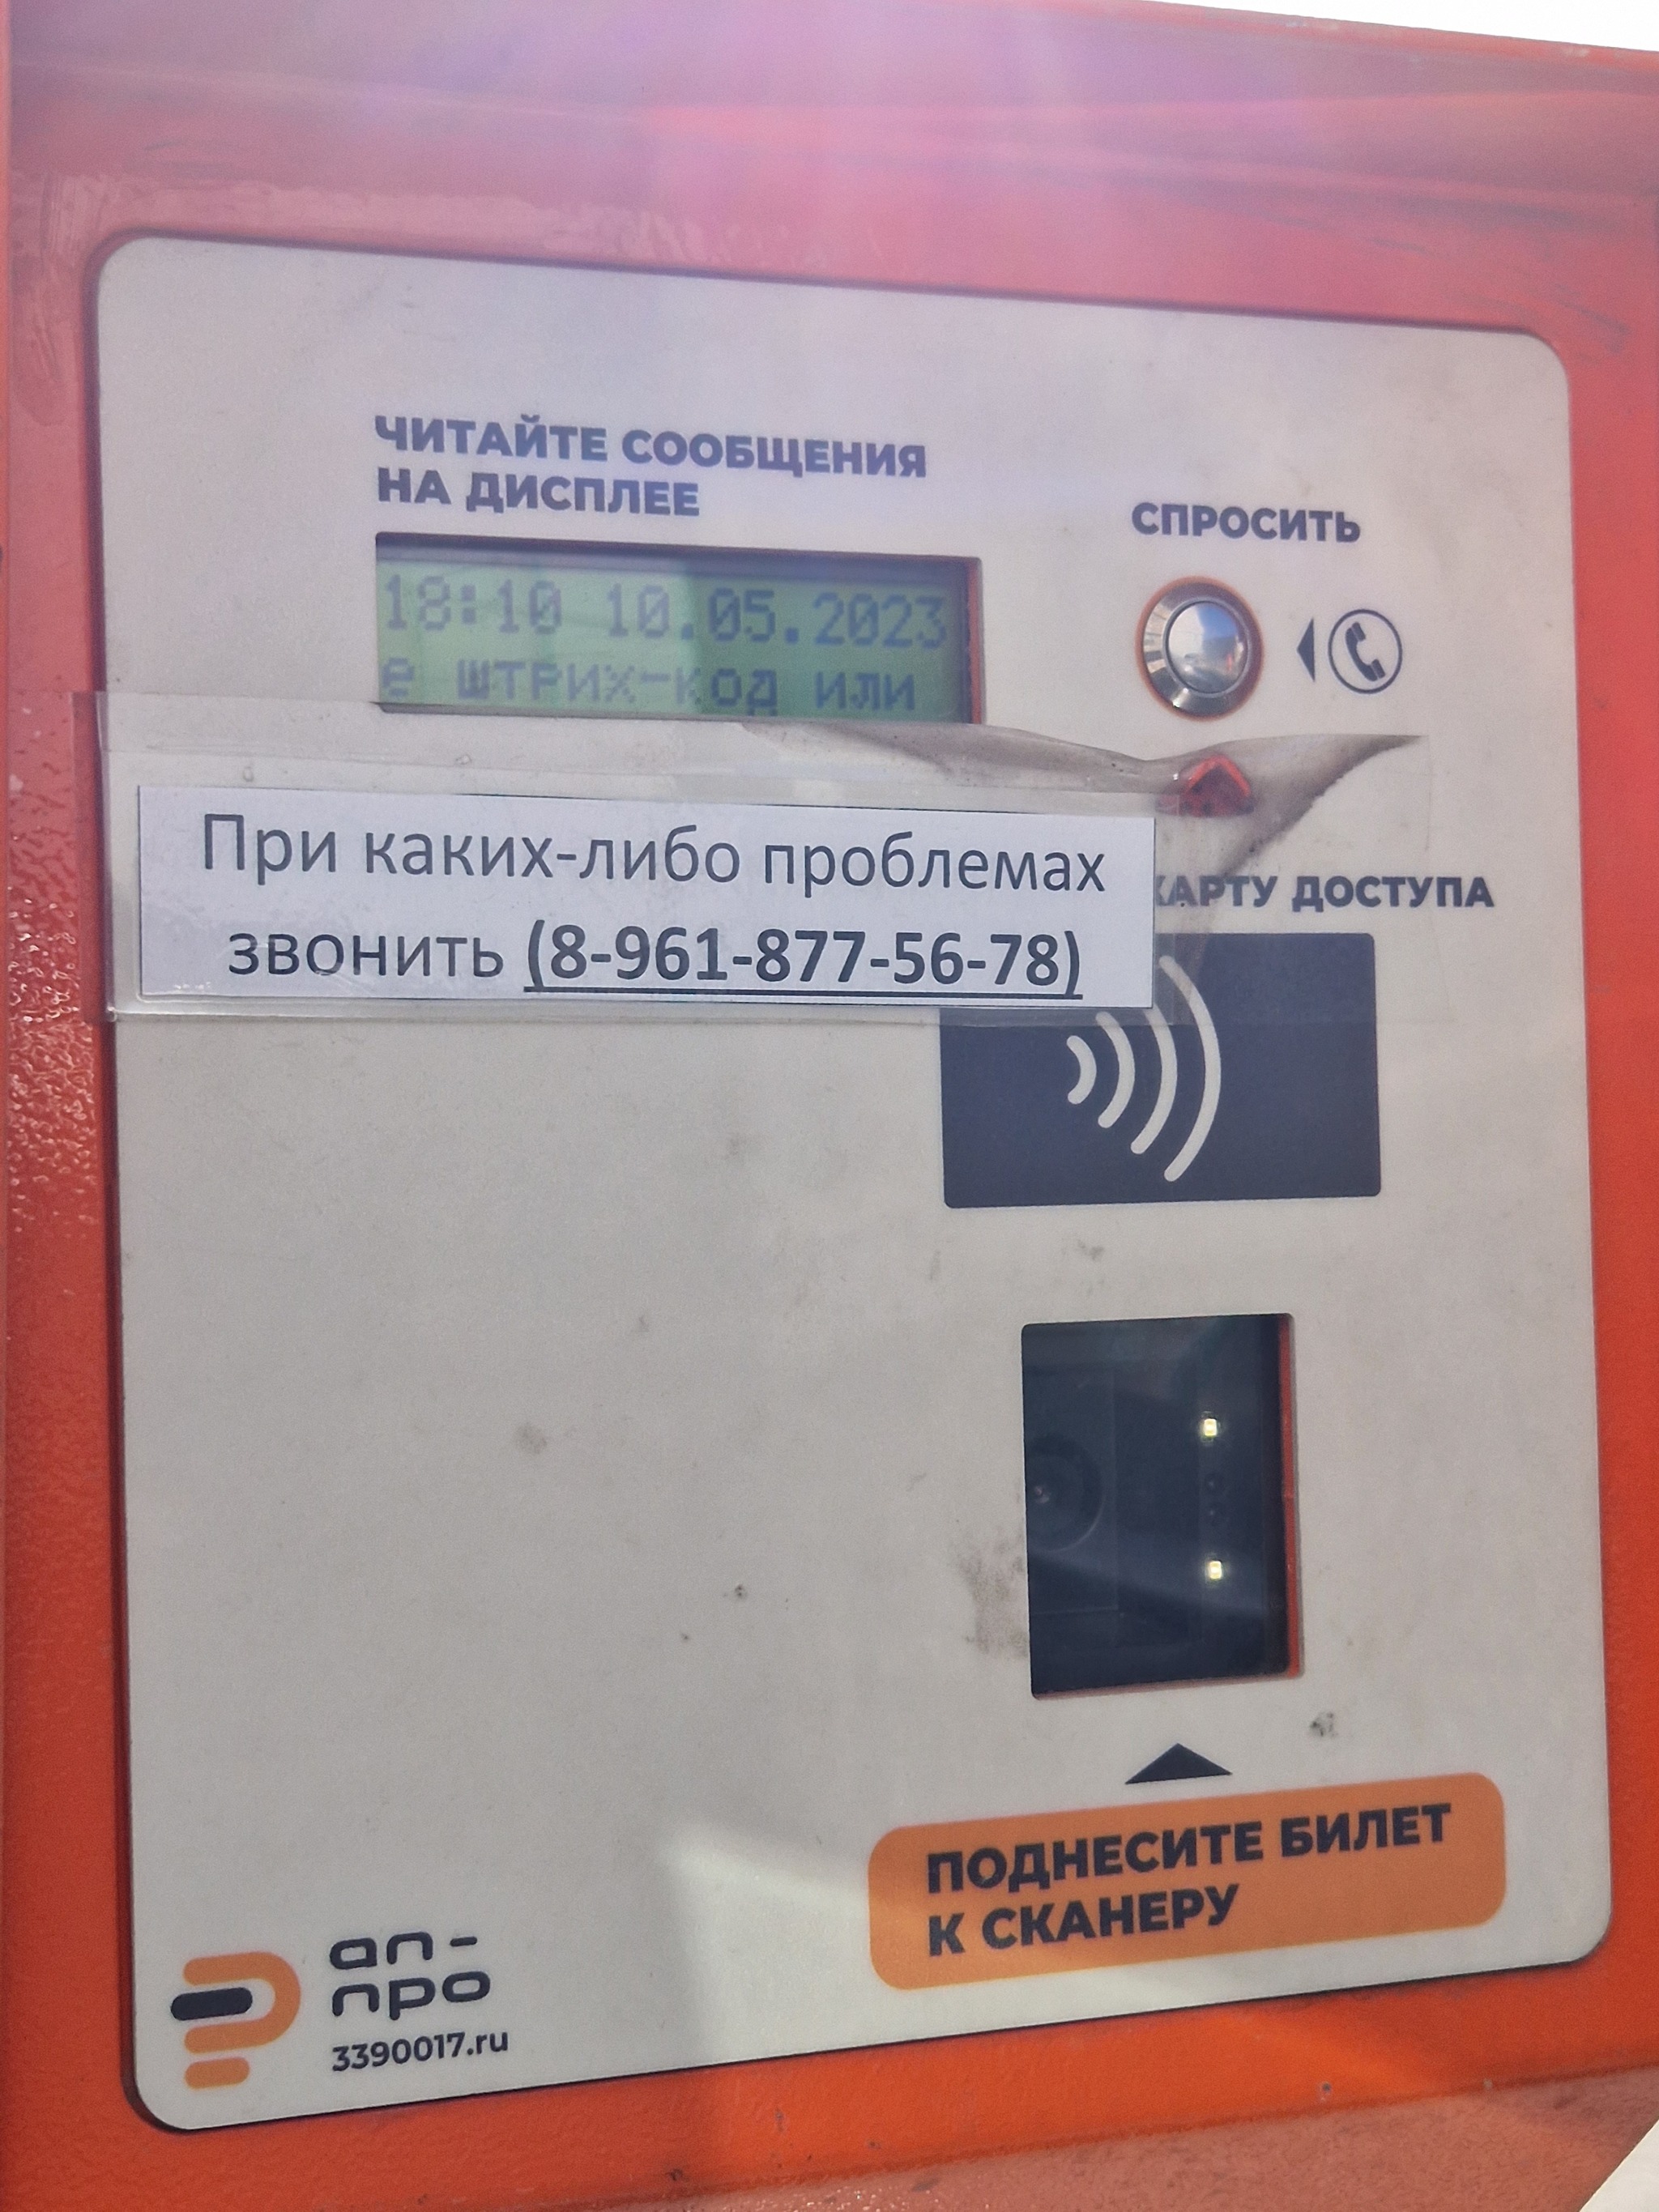 ЧИТАЙТЕ СООБЩЕНИЯ
НА ДИСПЛЕЕ
18:10 10.05.2023
е штрих-код или
СПРОСИТЬ
При каких-либо проблемах
звонить (8-961-877-56-78)
КАРТУ ДОСТУПА
ПОДНЕСИТЕ БИЛЕТ
К СКАНЕРУ
ап-
про
3390017.ru